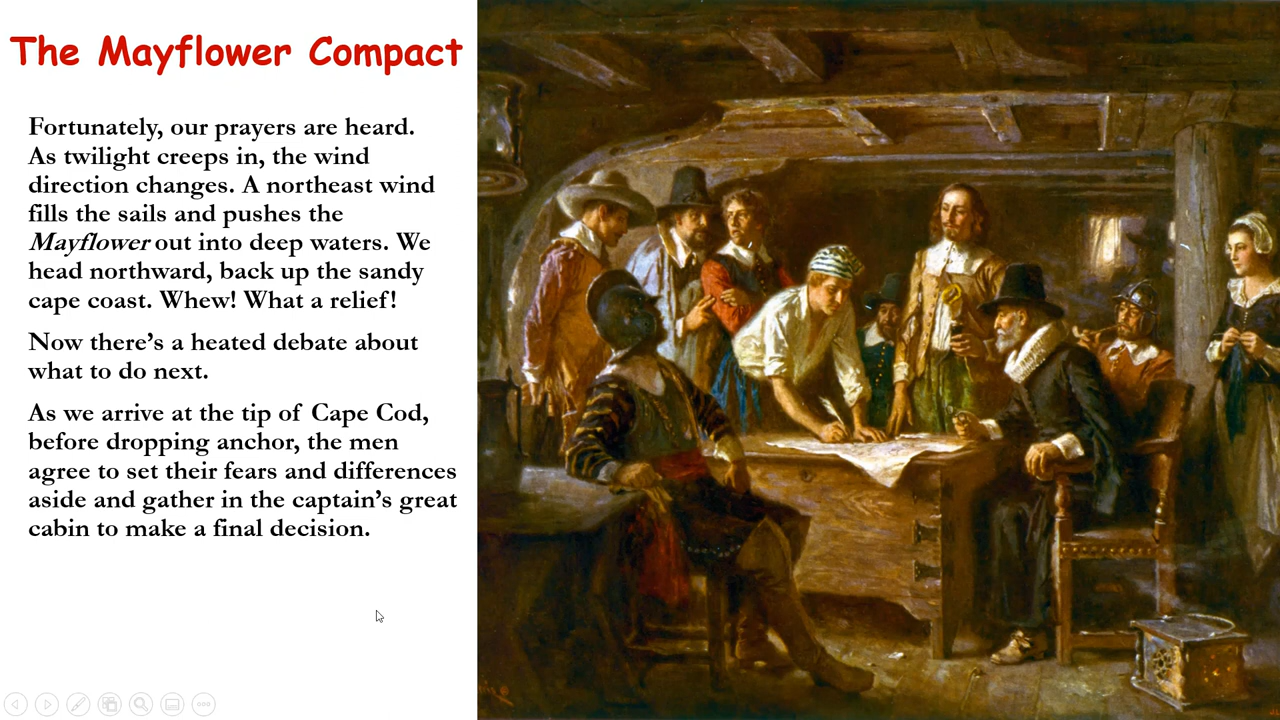 The Mayflower Compact
Fortunately, our prayers are heard.
As twilight creeps in, the wind
direction changes. A northeast wind
fills the sails and pushes the
Mayflower out into deep waters. We
head northward, back up the sandy
cape coast. Whew! What a relief!
Now there’s a heated debate about
what to do next.
As we arrive at the tip of Cape Cod,
before dropping anchor, the men
agree to set their fears and differences
aside and gather in the captain’s great
cabin to make a final decision.